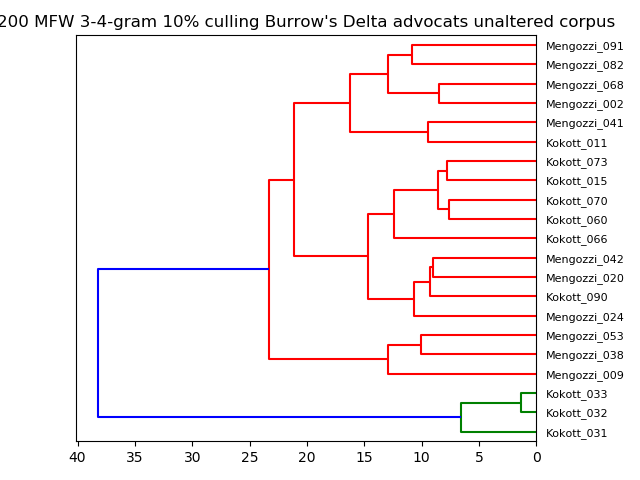 200 MFW 3-4-gram 10% culling Burrow's Delta advocats unaltered corpus
Mengozzi_091
Mengozzi_082
Mengozzi_068
Mengozzi_002
Mengozzi_041
Kokott_011
Kokott_073
Kokott_015
Kokott_070
Kokott_060
Kokott_066
Mengozzi_042
Mengozzi_020
Kokott_090
Mengozzi_024
Mengozzi_053
Mengozzi_038
Mengozzi_009
Kokott_033
Kokott_032
Kokott_031
40 35 30 25 20 15 10 5 0